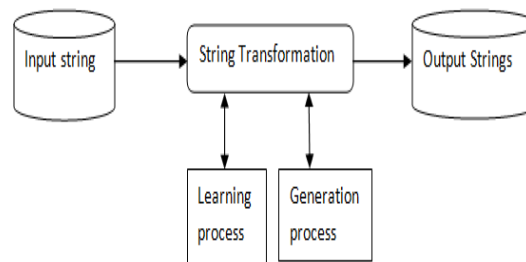 Input string
String Transformation
Output Strings
Learning
process
Generation
process